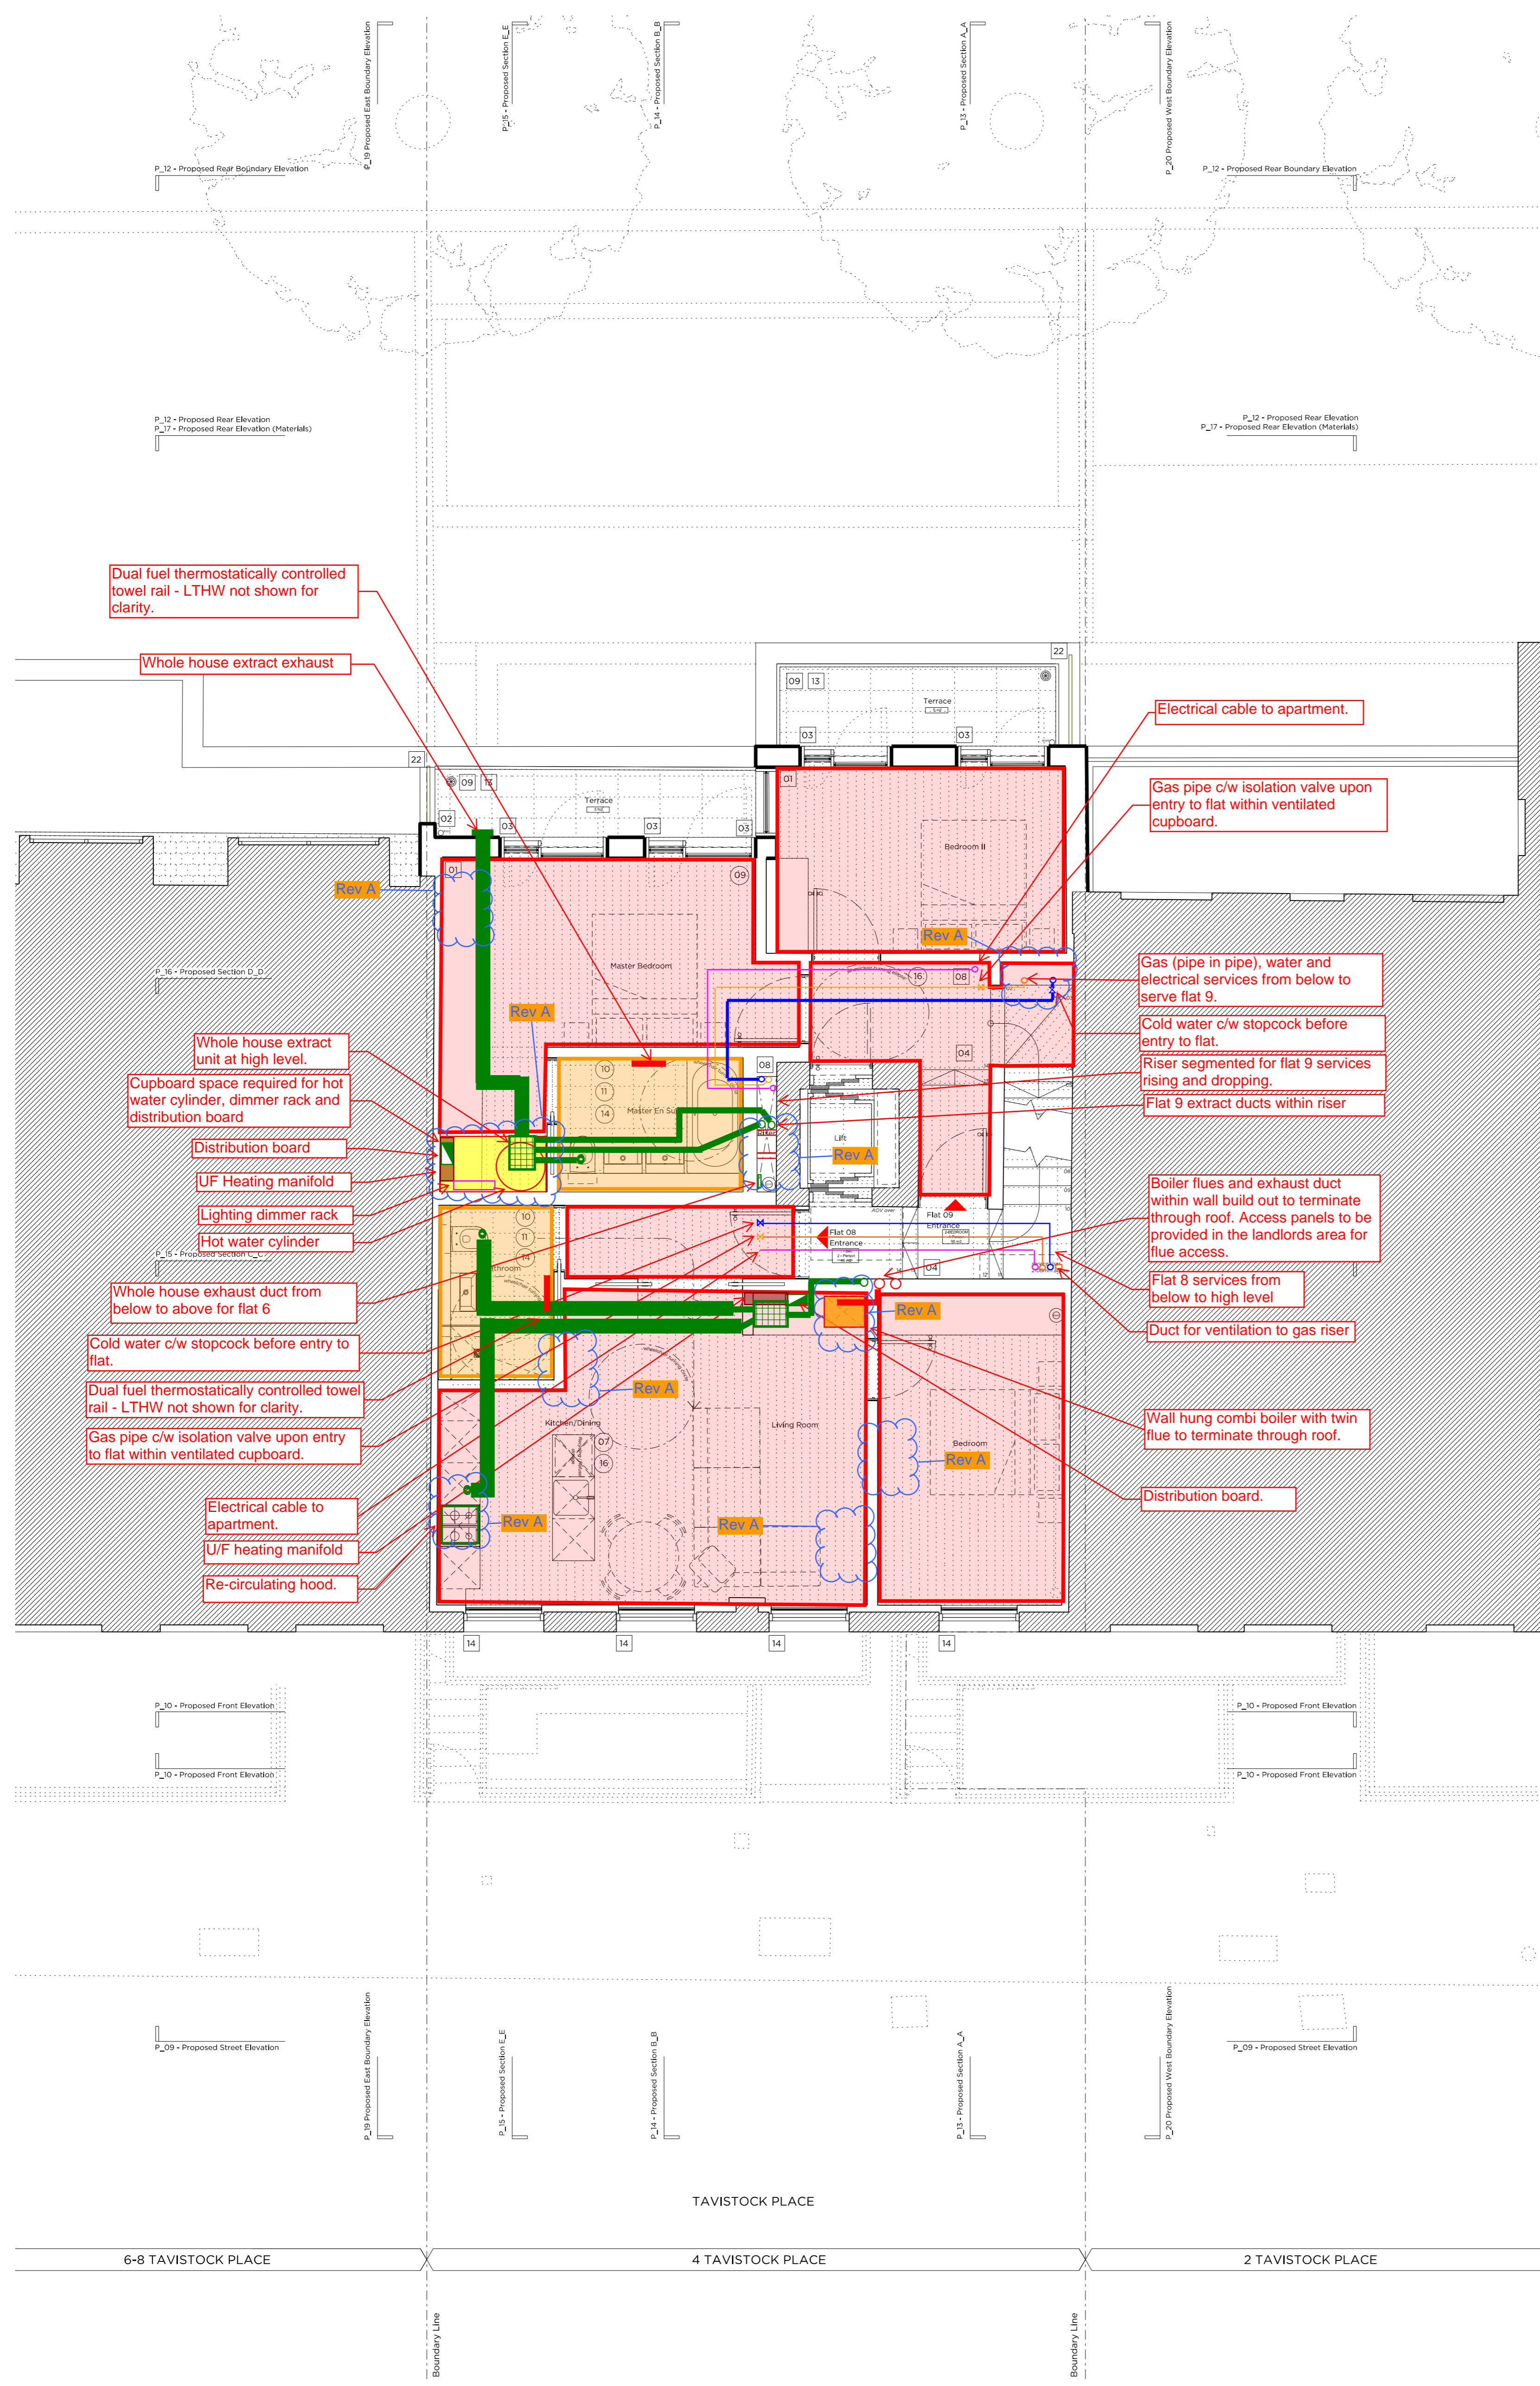 P_19 Proposed East Boundary Elevation
P_15 - Proposed Section E_E
P_14 - Proposed Section B_B
P_13 - Proposed Section A_A
P_20 Proposed West Boundary Elevation
P_12 - Proposed Rear Boundary Elevation
P_12 - Proposed Rear Boundary Elevation
P_12 - Proposed Rear Elevation
P_17 - Proposed Rear Elevation (Materials)
P_12 - Proposed Rear Elevation
P_17 - Proposed Rear Elevation (Materials)
Dual fuel thermostatically controlled
towel rail - LTHW not shown for
clarity.
Whole house extract exhaust
22
09 13
Terrace
Electrical cable to apartment.
03
03
22
09 13
01
Gas pipe c/w isolation valve upon
entry to flat within ventilated
cupboard.
Terrace
02
03
03
03
Bedroom II
01
09
Rev A
Rev A
Master Bedroom
P_16 - Proposed Section D_D
16
08
Gas (pipe in pipe), water and
electrical services from below to
serve flat 9.
Rev A
Cold water c/w stopcock before
entry to flat.
Whole house extract
unit at high level.
04
08
10
11
14
Riser segmented for flat 9 services
rising and dropping.
Cupboard space required for hot
water cylinder, dimmer rack and
distribution board
Master En Su
Flat 9 extract ducts within riser
Lift
Distribution board
Rev A
UF Heating manifold
Boiler flues and exhaust duct
within wall build out to terminate
through roof. Access panels to be
provided in the landlords area for
flue access.
Lighting dimmer rack
10
11
14
AOV over
Flat 09
Entrance
Flat 08
Entrance
Hot water cylinder
P_15 - Proposed Section C_C
throom
04
Flat 8 services from
below to high level
Whole house exhaust duct from
below to above for flat 6
Rev A
Duct for ventilation to gas riser
Cold water c/w stopcock before entry to
flat.
Dual fuel thermostatically controlled towel
rail - LTHW not shown for clarity.
Rev A
Kitchen/Dining
Living Room
Wall hung combi boiler with twin
flue to terminate through roof.
Gas pipe c/w isolation valve upon entry
to flat within ventilated cupboard.
07
16
Bedroom
Rev A
Distribution board.
Electrical cable to
apartment.
Rev A
Rev A
U/F heating manifold
Re-circulating hood.
14
14
14
14
P_10 - Proposed Front Elevation
P_10 - Proposed Front Elevation
P_10 - Proposed Front Elevation
P_10 - Proposed Front Elevation
P_09 - Proposed Street Elevation
P_09 - Proposed Street Elevation
P_19 Proposed East Boundary Elevation
P_15 - Proposed Section E_E
P_14 - Proposed Section B_B
P_13 - Proposed Section A_A
P_20 Proposed West Boundary Elevation
TAVISTOCK PLACE
6-8 TAVISTOCK PLACE
4 TAVISTOCK PLACE
2 TAVISTOCK PLACE
Boundary Line
Boundary Line